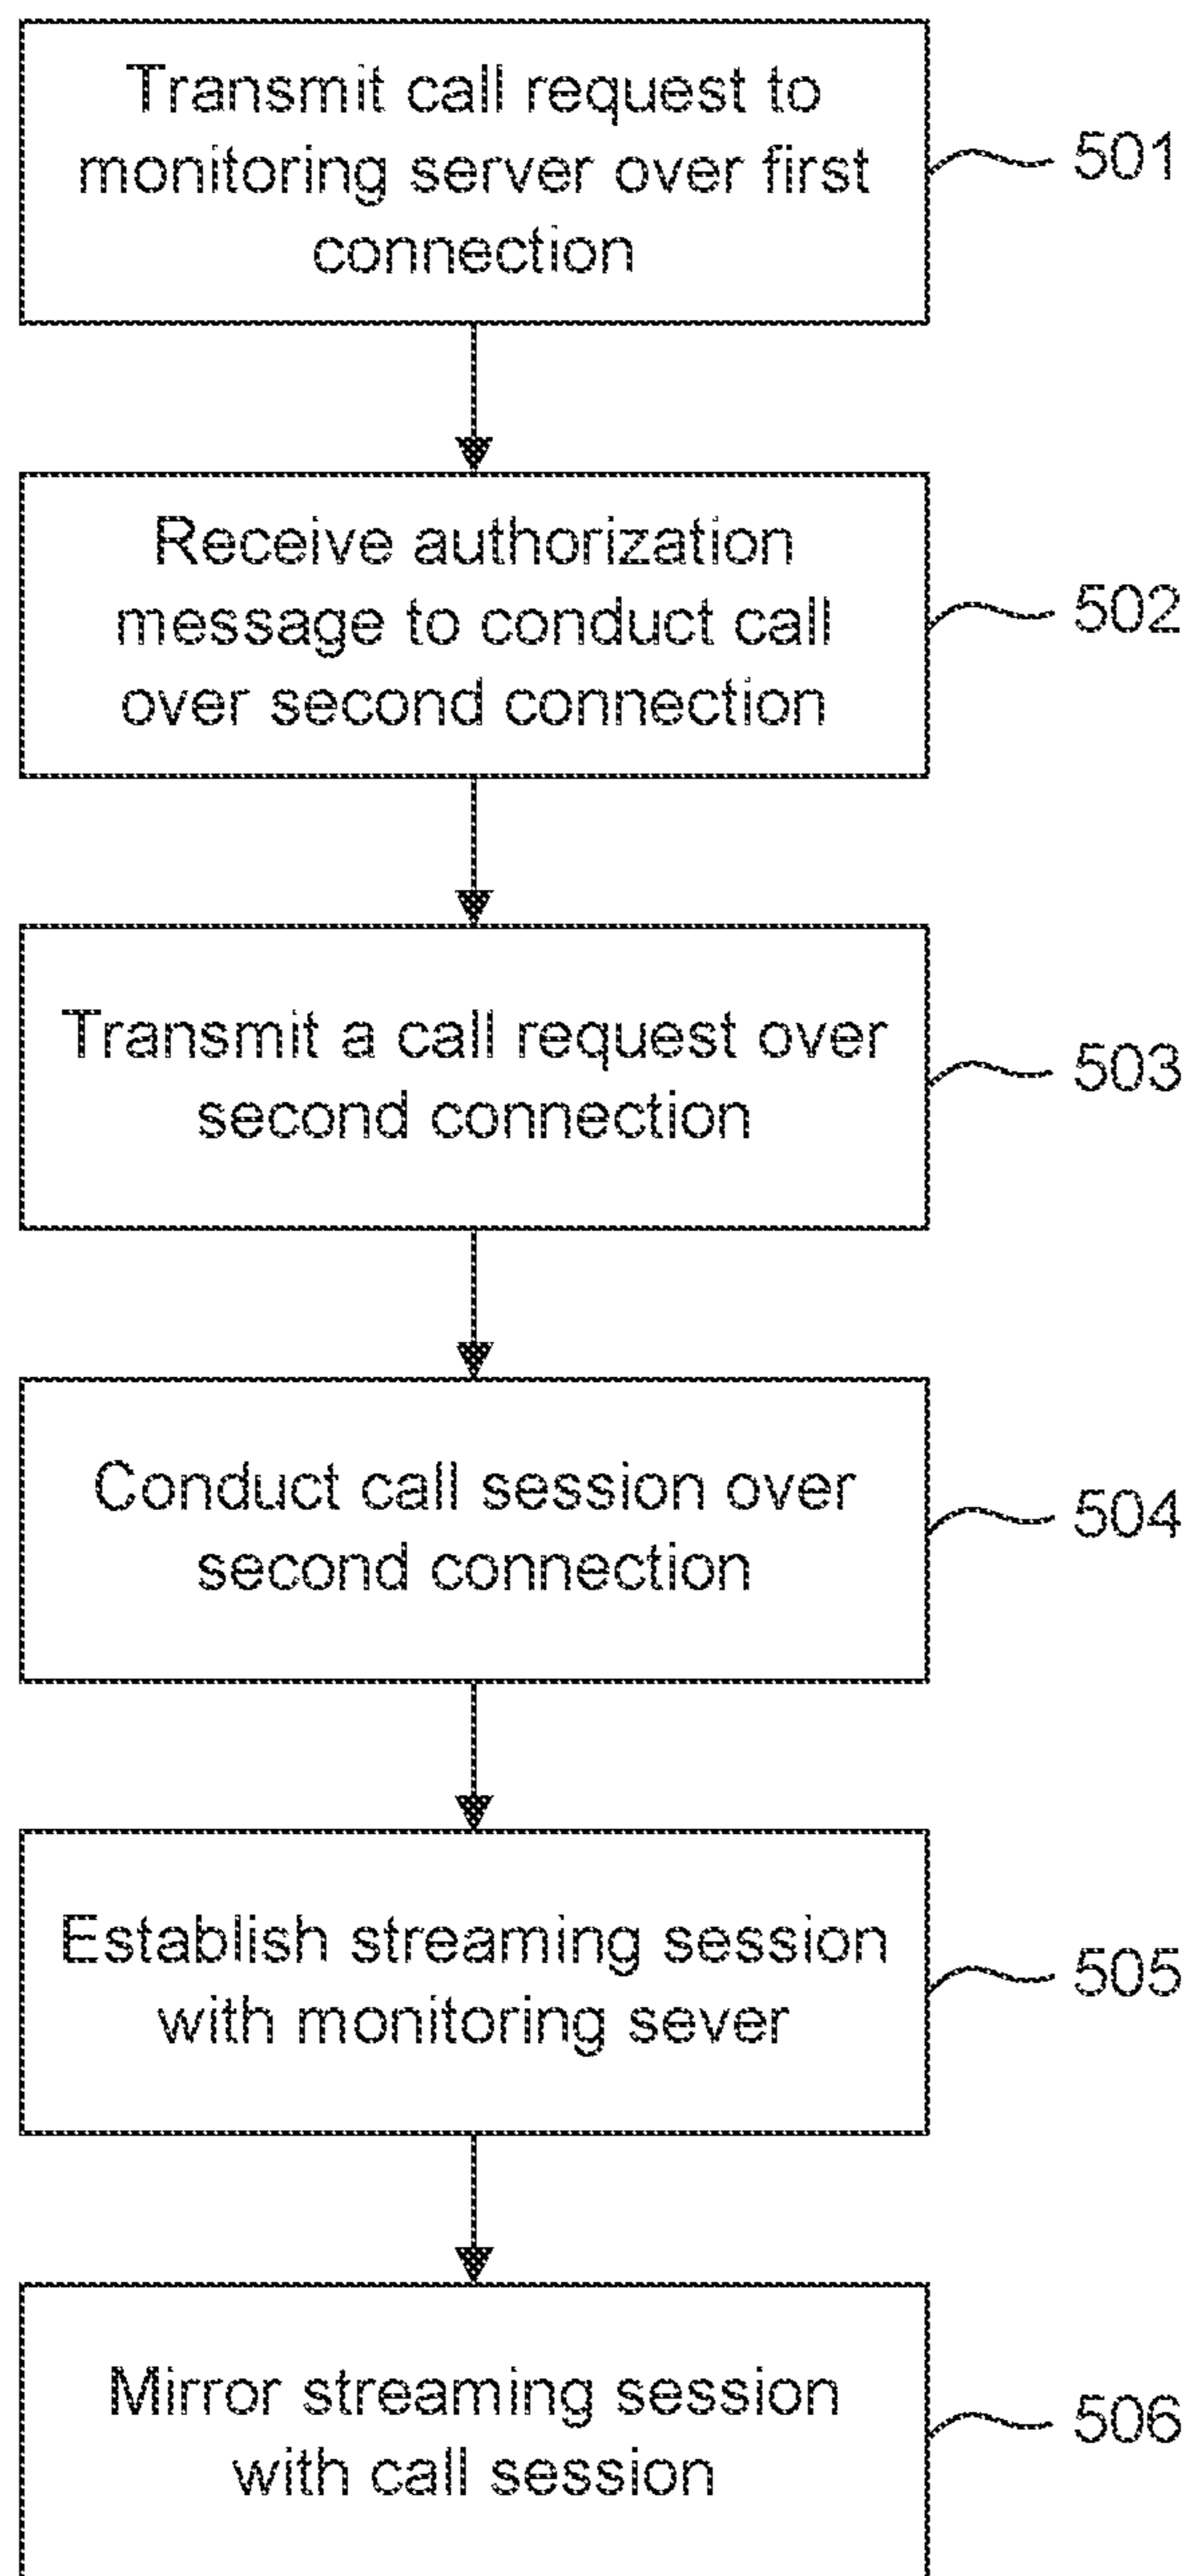 Transmit call request to
monitoring server over first
connection
501
Receive authorization
message to conduct call
over second connection
502
Transmit a call request over
second connection
503
Conduct call session over
second connection
504
Establish streaming session
with monitoring sever
505
Mirror streaming session
with call session
506